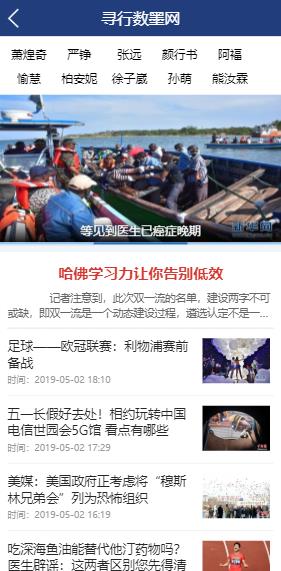 寻行数墨网
萧煌奇 严铮 张远 颜行书 阿福
愉慧 柏安妮 徐子崴 孙萌 熊汝霖
新华网
等见到医生已癌症晚期
哈佛学习力让你告别低效
记者注意到，此次双一流的名单，建设两字不可
或缺，即双一流是一个动态建设过程，遴选认定不是一…
足球——欧冠联赛：利物浦赛前
备战
时间：2019-05-02 18:10
五一长假好去处！相约玩转中国
电信世园会5G馆 看点有哪些
时间：2019-05-02 17:29
美媒：美国政府正考虑将“穆斯
林兄弟会”列为恐怖组织
时间：2019-05-02 16:19
吃深海鱼油能替代他汀药物吗？
医生辟谣：这两者区别您先得清